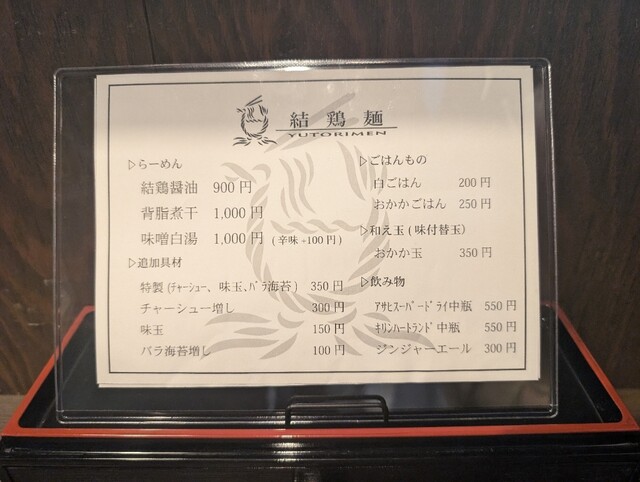 結鶏麺
YUTORIMEN
▷らーめん
結鶏醤油 900円
背脂煮干 1,000円
味噌白湯 1,000円 (辛味+100円)
▷追加具材
特製(ﾁｬｰｼｭｰ、味玉、ﾊﾞﾗ海苔) 350円
チャーシュー増し 300円
味玉 150円
バラ海苔増し 100円
▷ごはんもの
白ごはん 200円
おかかごはん 250円
▷和え玉(味付替玉)
おかか玉 350円
▷飲み物
ｱｻﾋｽｰﾊﾟｰﾄﾞﾗｲ中瓶 550円
ｷﾘﾝﾊｰﾄﾗﾝﾄﾞ中瓶 550円
ジンジャーエール 300円